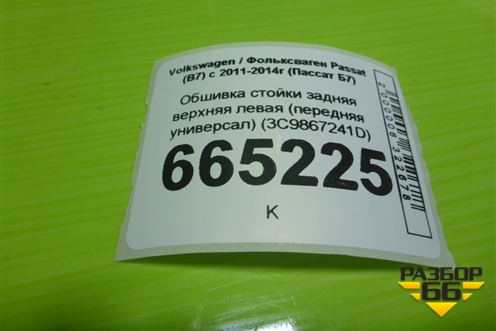 Volkswagen / Фольксваген Passat
(B7) с 2011-2014г (Пассат Б7)
Обшивка стойки задняя
верхняя левая (передняя
универсал) (3C9867241D)
665225
К
2000006322678
РАЗБОР
66